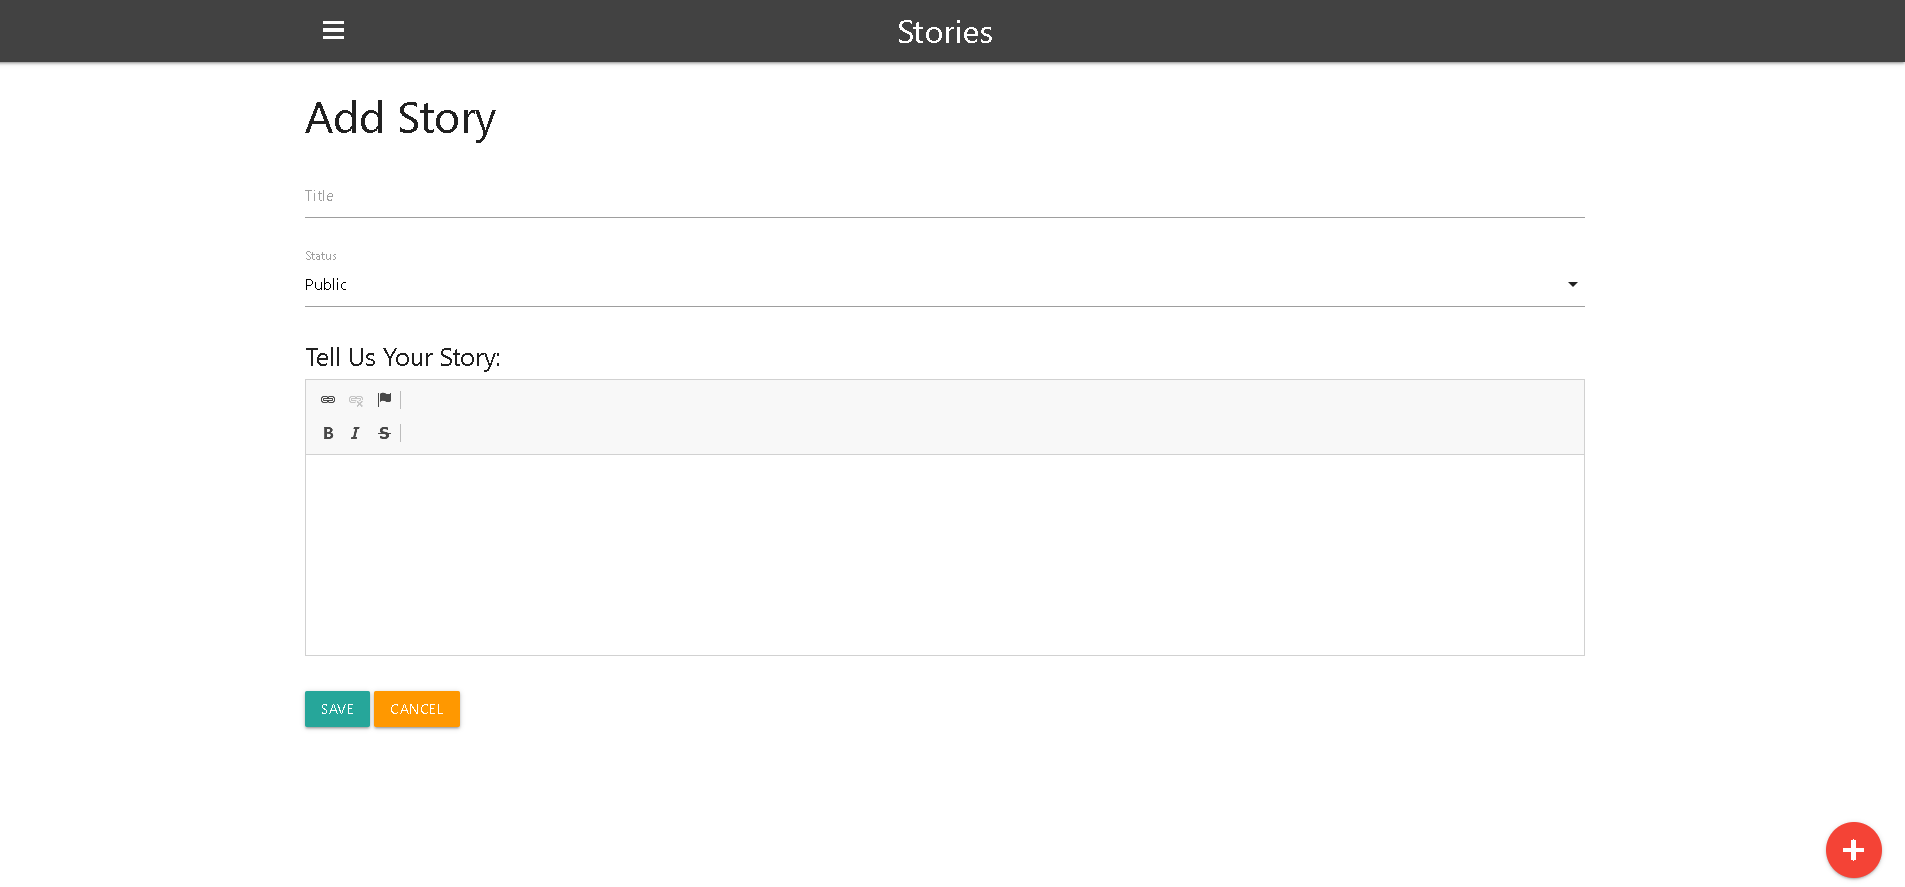 Stories
Add Story
Title
Status
Public
Tell Us Your Story:
B I S
SAVE CANCEL